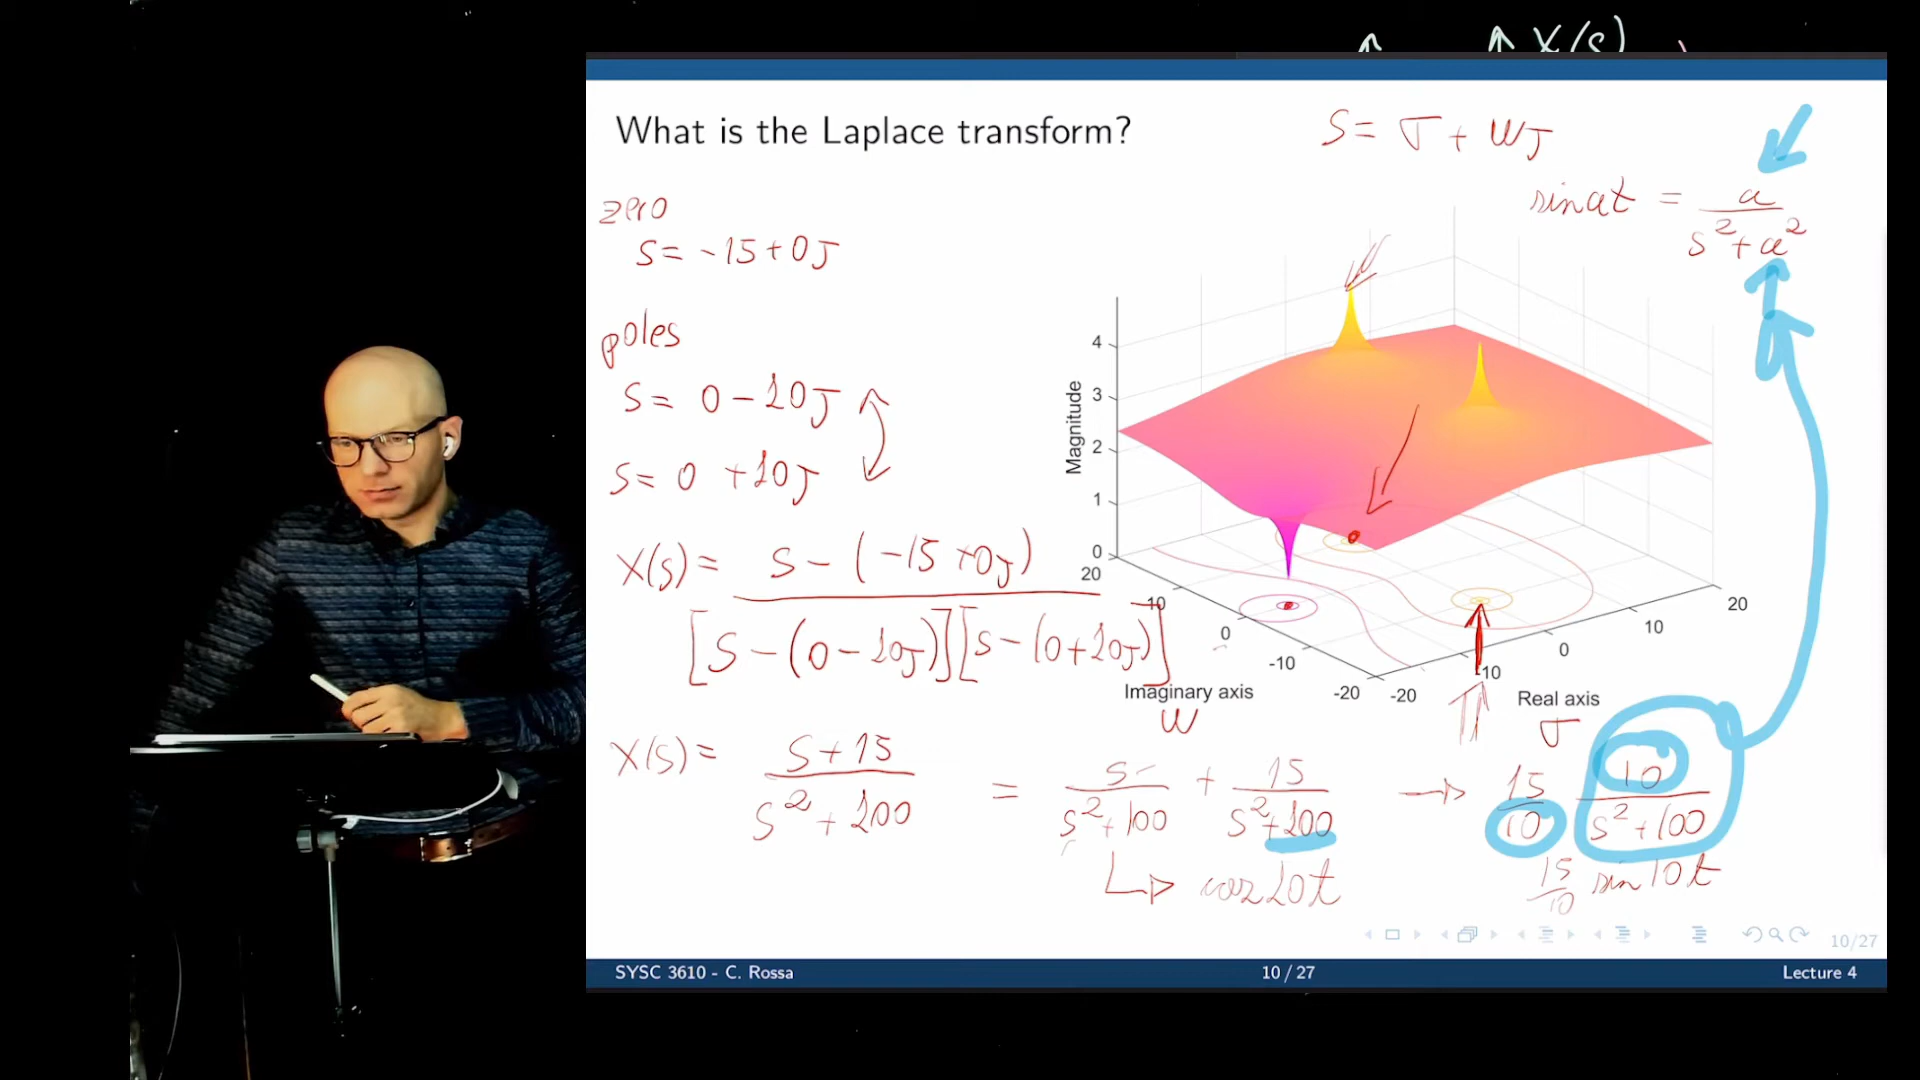 X(s)
What is the Laplace transform?
S = σ + ωj
zero
S = -15 + 0j
sin at = a / (s² + a²)
poles
S = 0 - 10j
S = 0 + 10j
X(s) = s - (-15 + 0j) / [s - (0 - 10j)][s - (0 + 10j)]
Magnitude
4
3
2
1
0
20
10
0
-10
-20
Imaginary axis
ω
-20
-10
0
10
20
Real axis
σ
X(s) = (s + 15) / (s² + 100) = s / (s² + 100) + 15 / (s² + 100) → 15/10 10 / (s² + 100)
↳ cos 10t
15/10 sin 10t
10/27
SYSC 3610 - C. Rossa
10 / 27
Lecture 4